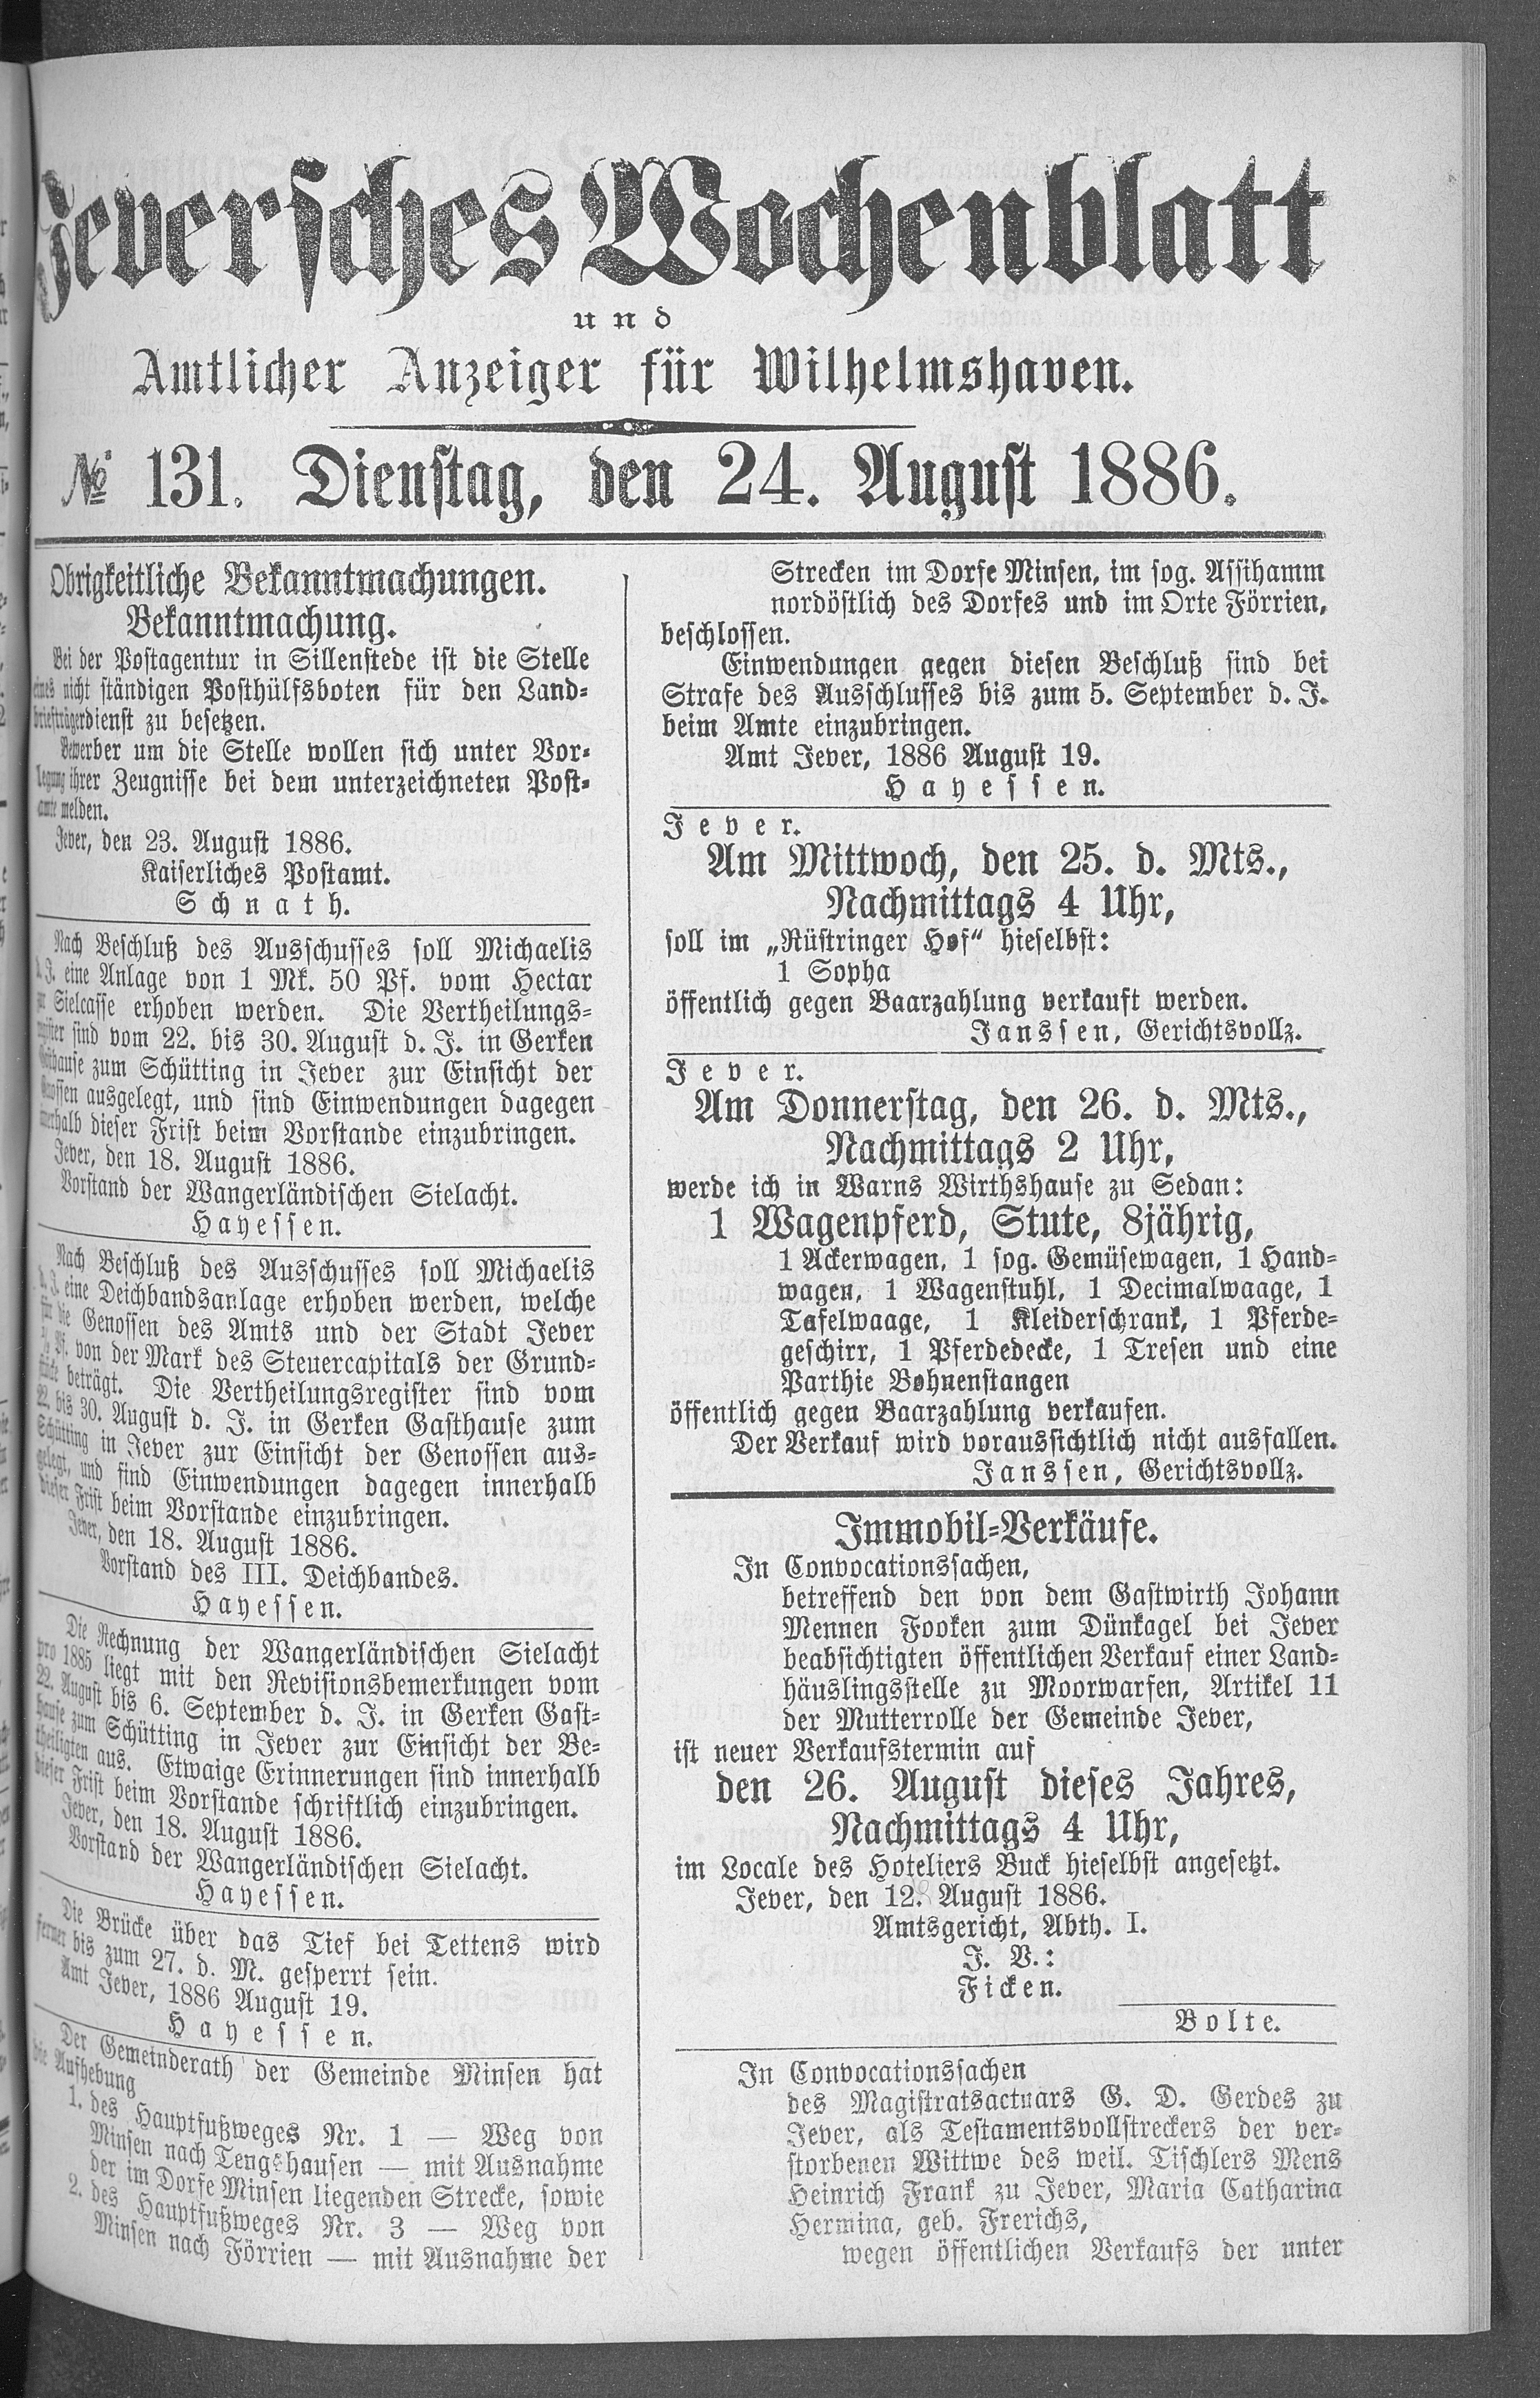 Jeversches Wochenblatt
und
Amtlicher Anzeiger für Wilhelmshaven.
№ 131. Dienstag, den 24. August 1886.
Obrigkeitliche Bekanntmachungen.
Bekanntmachung.
Bei der Postagentur in Sillenstede ist die Stelle
eines nicht ständigen Posthülfsboten für den Land-
briefträgerdienst zu besetzen.
Bewerber um die Stelle wollen sich unter Vor-
legung ihrer Zeugnisse bei dem unterzeichneten Post-
amte melden.
Jever, den 23. August 1886.
Kaiserliches Postamt.
Schnath.
Nach Beschluß des Ausschusses soll Michaelis
d. J. eine Anlage von 1 Mk. 50 Pf. vom Hectar
zur Sielcasse erhoben werden. Die Vertheilungs-
register sind vom 22. bis 30. August d. J. in Gerken
Gasthause zum Schütting in Jever zur Einsicht der
Genossen ausgelegt, und sind Einwendungen dagegen
innerhalb dieser Frist beim Vorstande einzubringen.
Jever, den 18. August 1886.
Vorstand der Wangerländischen Sielacht.
Hayessen.
Nach Beschluß des Ausschusses soll Michaelis
d. J. eine Deichbandsanlage erhoben werden, welche
für die Genossen des Amts und der Stadt Jever
Pf. von der Mark des Steuercapitals der Grund-
stücke beträgt. Die Vertheilungsregister sind vom
22. bis 30. August d. J. in Gerken Gasthause zum
Schütting in Jever zur Einsicht der Genossen aus-
gelegt, und sind Einwendungen dagegen innerhalb
dieser Frist beim Vorstande einzubringen.
Jever, den 18. August 1886.
Vorstand des III. Deichbandes.
Hayessen.
Die Rechnung der Wangerländischen Sielacht
pro 1885 liegt mit den Revisionsbemerkungen vom
22. August bis 6. September d. J. in Gerken Gast-
hause zum Schütting in Jever zur Einsicht der Be-
theiligten aus. Etwaige Erinnerungen sind innerhalb
dieser Frist beim Vorstande schriftlich einzubringen.
Jever, den 18. August 1886.
Vorstand der Wangerländischen Sielacht.
Hayessen.
Die Brücke über das Tief bei Tettens wird
ferner bis zum 27. d. M. gesperrt sein.
Amt Jever, 1886 August 19.
Hayessen.
Der Gemeinderath der Gemeinde Minsen hat
die Aufhebung
1. des Hauptfußweges Nr. 1 — Weg von
Minsen nach Tengshausen — mit Ausnahme
der im Dorfe Minsen liegenden Strecke, sowie
2. des Hauptfußweges Nr. 3 — Weg von
Minsen nach Förrien — mit Ausnahme der
Strecken im Dorfe Minsen, im sog. Assihamm
nordöstlich des Dorfes und im Orte Förrien,
beschlossen.
Einwendungen gegen diesen Beschluß sind bei
Strafe des Ausschlusses bis zum 5. September d. J.
beim Amte einzubringen.
Amt Jever, 1886 August 19.
Hayessen.
Jever.
Am Mittwoch, den 25. d. Mts.,
Nachmittags 4 Uhr,
soll im „Rüstringer Hof“ hieselbst:
1 Sopha
öffentlich gegen Baarzahlung verkauft werden.
Janssen, Gerichtsvollz.
Jever.
Am Donnerstag, den 26. d. Mts.,
Nachmittags 2 Uhr,
werde ich in Warns Wirthshause zu Sedan:
1 Wagenpferd, Stute, 8jährig,
1 Ackerwagen, 1 sog. Gemüsewagen, 1 Hand-
wagen, 1 Wagenstuhl, 1 Decimalwaage, 1
Tafelwaage, 1 Kleiderschrank, 1 Pferde-
geschirr, 1 Pferdedecke, 1 Tresen und eine
Parthie Bohnenstangen
öffentlich gegen Baarzahlung verkaufen.
Der Verkauf wird voraussichtlich nicht ausfallen.
Janssen, Gerichtsvollz.
Immobil-Verkäufe.
In Convocationssachen,
betreffend den von dem Gastwirth Johann
Mennen Fooken zum Dünkagel bei Jever
beabsichtigten öffentlichen Verkauf einer Land-
häuslingsstelle zu Moorwarfen, Artikel 11
der Mutterrolle der Gemeinde Jever,
ist neuer Verkaufstermin auf
den 26. August dieses Jahres,
Nachmittags 4 Uhr,
im Locale des Hoteliers Buck hieselbst angesetzt.
Jever, den 12. August 1886.
Amtsgericht, Abth. I.
J. V.:
Ficken.
Bolte.
In Convocationssachen
des Magistratsactuars G. D. Gerdes zu
Jever, als Testamentsvollstreckers der ver-
storbenen Wittwe des weil. Tischlers Mens
Heinrich Frank zu Jever, Maria Catharina
Hermina, geb. Frerichs,
wegen öffentlichen Verkaufs der unter